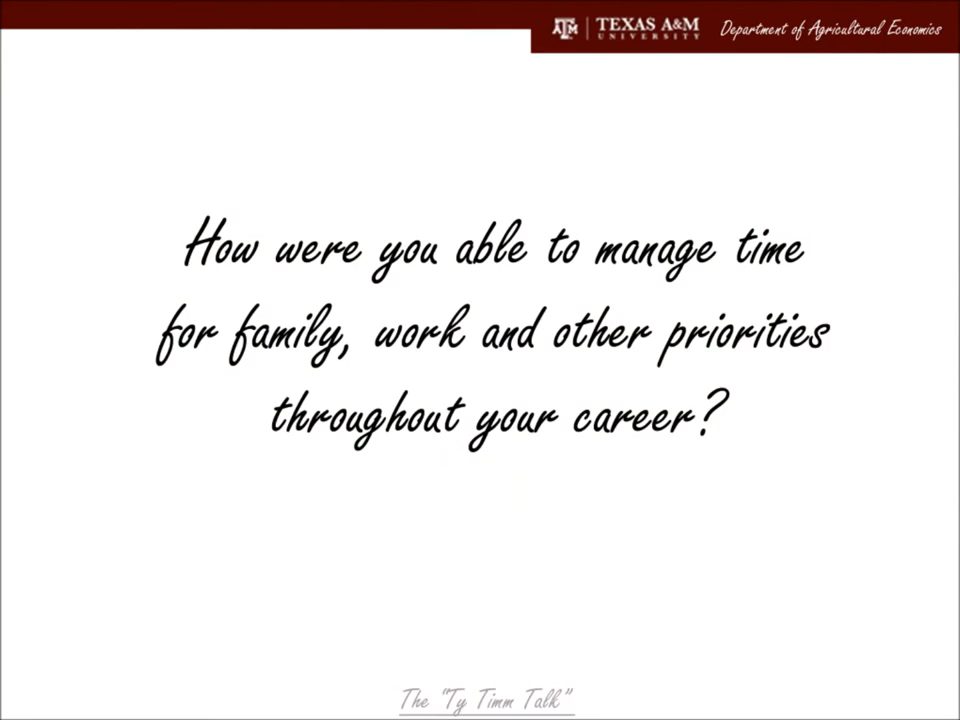 TEXAS A&M
UNIVERSITY
Department of Agricultural Economics
How were you able to manage time
for family, work and other priorities
throughout your career?
The "Ty Timm Talk"